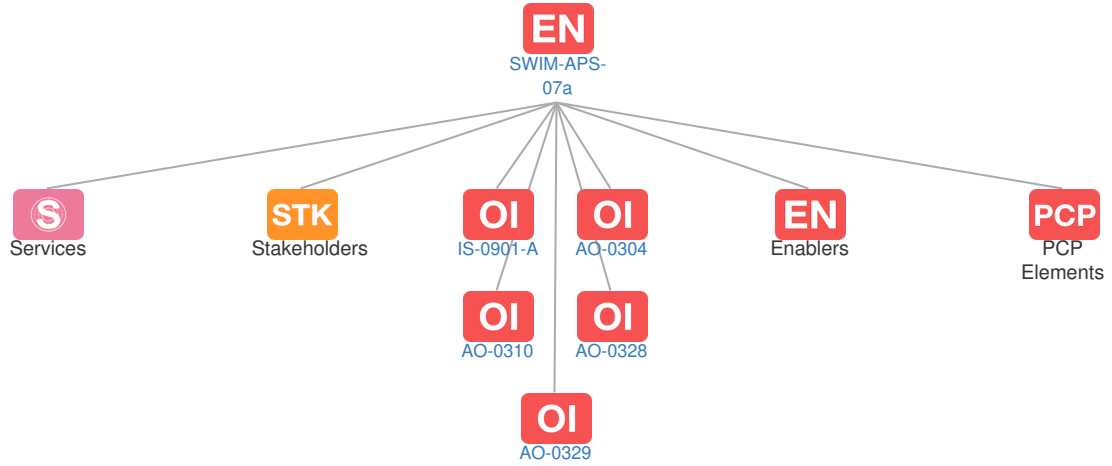 EN
SWIM-APS-
07a
S
STK
OI
OI
EN
PCP
Services
Stakeholders
IS-0901-A
AO-0304
Enablers
PCP
Elements
OI
OI
AO-0310
AO-0328
OI
AO-0329